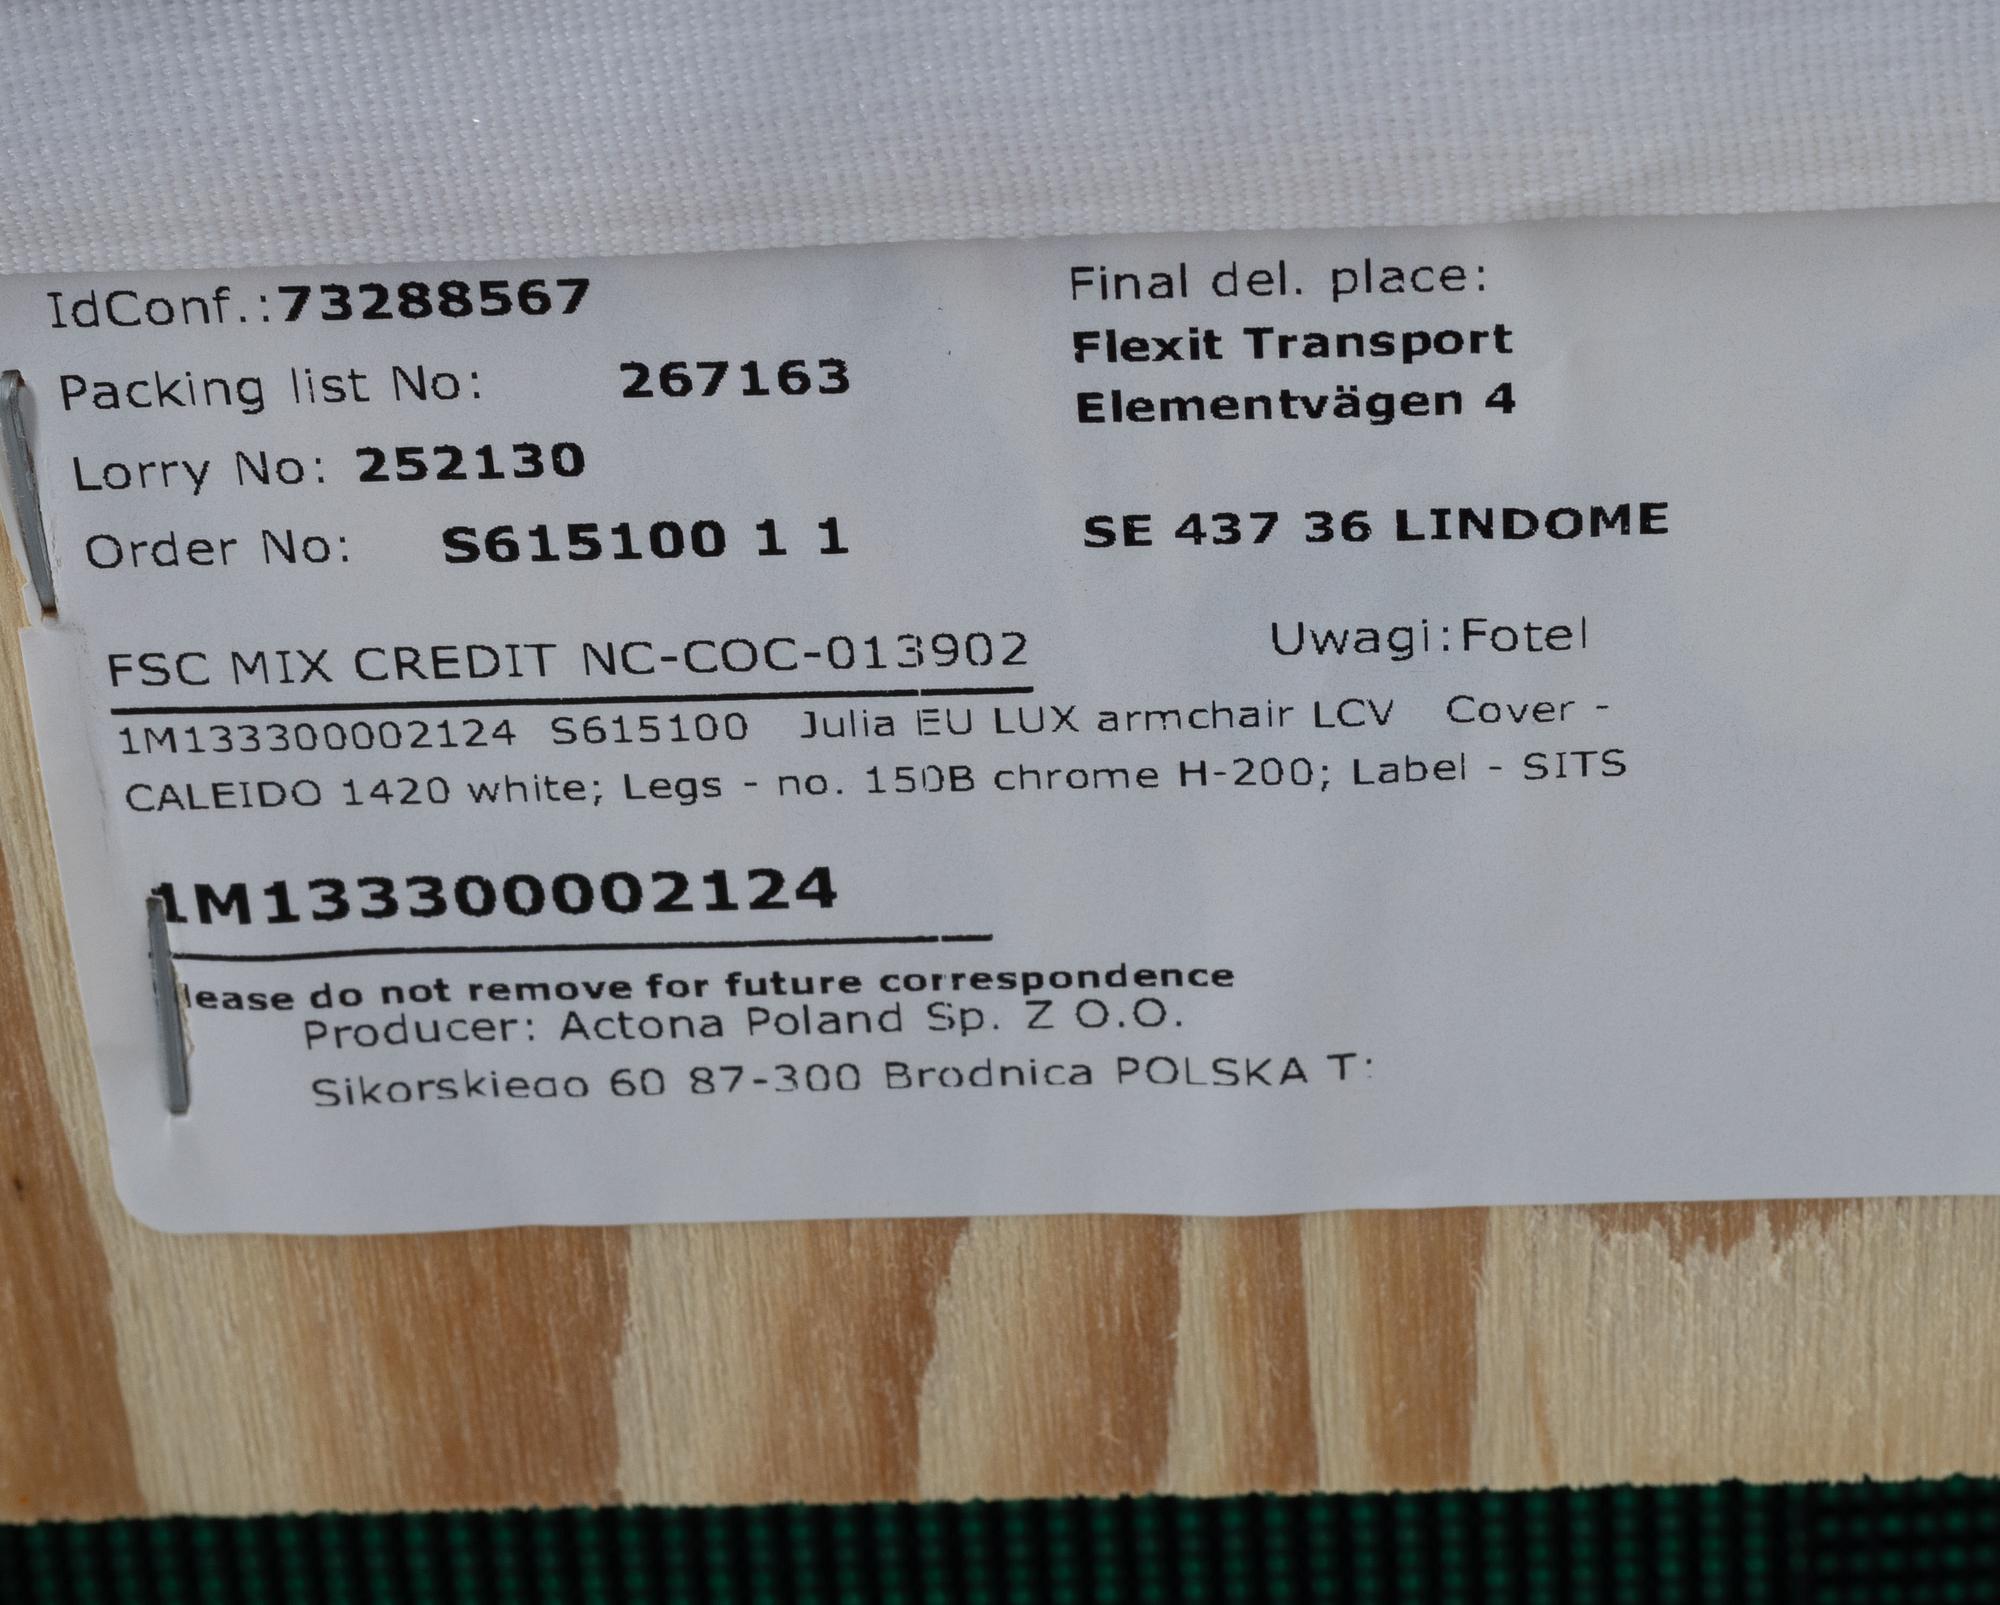 IdConf.:73288567
Packing list No: 267163
Lorry No: 252130
Order No: S615100 1 1
Final del. place:
Flexit Transport
Elementvägen 4
SE 437 36 LINDOME
FSC MIX CREDIT NC-COC-013902
Uwagi:Fotel
1M133300002124 S615100 Julia EU LUX armchair LCV Cover -
CALEIDO 1420 white; Legs - no. 150B chrome H-200; Label - SITS
1M133300002124
lease do not remove for future correspondence
Producer: Actona Poland Sp. Z O.O.
Sikorskiego 60 87-300 Brodnica POLSKA T: